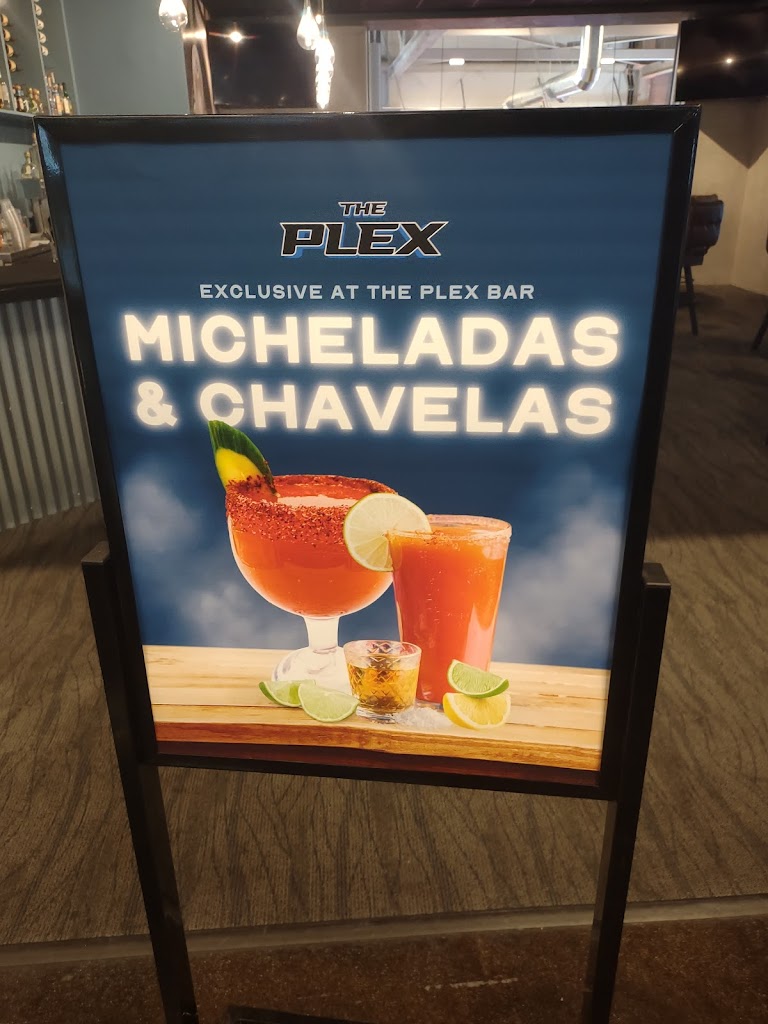 THE
PLEX
EXCLUSIVE AT THE PLEX BAR
MICHELADAS
& CHAVELAS